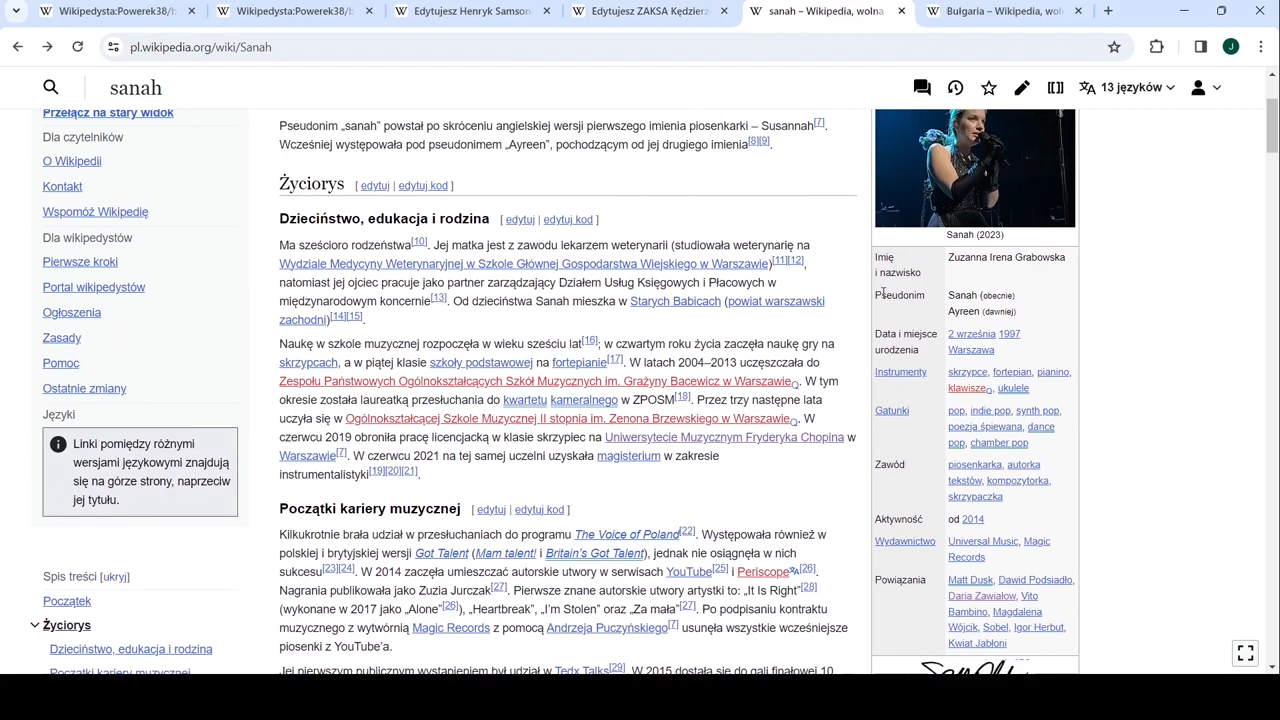 Wikipedysta:Powerek38/b
Wikipedysta:Powerek38/b
Edytujesz Henryk Samson
Edytujesz ZAKSA Kędzierz
sanah – Wikipedia, wolna
Bułgaria – Wikipedia, wol
pl.wikipedia.org/wiki/Sanah
J
sanah
13 języków
Przełącz na stary widok
Dla czytelników
O Wikipedii
Kontakt
Wspomóż Wikipedię
Dla wikipedystów
Pierwsze kroki
Portal wikipedystów
Ogłoszenia
Zasady
Pomoc
Ostatnie zmiany
Języki
Linki pomiędzy różnymi
wersjami językowymi znajdują
się na górze strony, naprzeciw
jej tytułu.
Spis treści [ukryj]
Początek
Życiorys
Dzieciństwo, edukacja i rodzina
Początki kariery muzycznej
Pseudonim „sanah” powstał po skróceniu angielskiej wersji pierwszego imienia piosenkarki – Susannah[7].
Wcześniej występowała pod pseudonimem „Ayreen”, pochodzącym od jej drugiego imienia[8][9].
Życiorys [ edytuj | edytuj kod ]
Dzieciństwo, edukacja i rodzina [ edytuj | edytuj kod ]
Ma sześcioro rodzeństwa[10]. Jej matka jest z zawodu lekarzem weterynarii (studiowała weterynarię na
Wydziale Medycyny Weterynaryjnej w Szkole Głównej Gospodarstwa Wiejskiego w Warszawie)[11][12],
natomiast jej ojciec pracuje jako partner zarządzający Działem Usług Księgowych i Płacowych w
międzynarodowym koncernie[13]. Od dzieciństwa Sanah mieszka w Starych Babicach (powiat warszawski
zachodni)[14][15].
Naukę w szkole muzycznej rozpoczęła w wieku sześciu lat[16]; w czwartym roku życia zaczęła naukę gry na
skrzypcach, a w piątej klasie szkoły podstawowej na fortepianie[17]. W latach 2004–2013 uczęszczała do
Zespołu Państwowych Ogólnokształcących Szkół Muzycznych im. Grażyny Bacewicz w Warszawie. W tym
okresie została laureatką przesłuchania do kwartetu kameralnego w ZPOSM[18]. Przez trzy następne lata
uczyła się w Ogólnokształcącej Szkole Muzycznej II stopnia im. Zenona Brzewskiego w Warszawie. W
czerwcu 2019 obroniła pracę licencjacką w klasie skrzypiec na Uniwersytecie Muzycznym Fryderyka Chopina w
Warszawie[7]. W czerwcu 2021 na tej samej uczelni uzyskała magisterium w zakresie
instrumentalistyki[19][20][21].
Początki kariery muzycznej [ edytuj | edytuj kod ]
Kilkukrotnie brała udział w przesłuchaniach do programu The Voice of Poland[22]. Występowała również w
polskiej i brytyjskiej wersji Got Talent (Mam talent! i Britain's Got Talent), jednak nie osiągnęła w nich
sukcesu[23][24]. W 2014 zaczęła umieszczać autorskie utwory w serwisach YouTube[25] i Periscope[26].
Nagrania publikowała jako Zuzia Jurczak[27]. Pierwsze znane autorskie utwory artystki to: „It Is Right”[28]
(wykonane w 2017 jako „Alone”[26]), „Heartbreak”, „I'm Stolen” oraz „Za mała”[27]. Po podpisaniu kontraktu
muzycznego z wytwórnią Magic Records z pomocą Andrzeja Puczyńskiego[7] usunęła wszystkie wcześniejsze
piosenki z YouTube'a.
Jej pierwszym publicznym wystąpieniem był udział w Tedx Talks[29]. W 2015 dostała się do gali finałowej 10.
Sanah (2023)
Imię
i nazwisko
Zuzanna Irena Grabowska
Pseudonim
Sanah (obecnie)
Ayreen (dawniej)
Data i miejsce
urodzenia
2 września 1997
Warszawa
Instrumenty
skrzypce, fortepian, pianino,
klawisze, ukulele
Gatunki
pop, indie pop, synth pop,
poezja śpiewana, dance
pop, chamber pop
Zawód
piosenkarka, autorka
tekstów, kompozytorka,
skrzypaczka
Aktywność
od 2014
Wydawnictwo
Universal Music, Magic
Records
Powiązania
Matt Dusk, Dawid Podsiadło,
Daria Zawiałow, Vito
Bambino, Magdalena
Wójcik, Sobel, Igor Herbut,
Kwiat Jabłoni